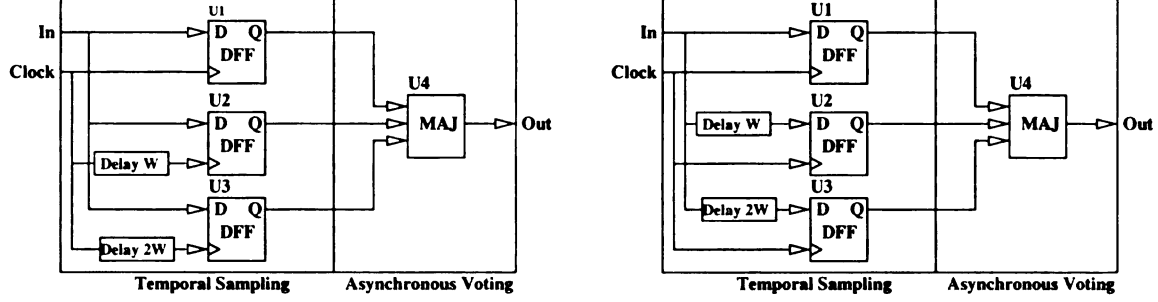 U1
In
D Q
DFF
Clock
U2
D Q
DFF
Delay W
U3
D Q
DFF
Delay 2W
U4
MAJ
Out
Temporal Sampling
Asynchronous Voting
U1
In
D Q
DFF
Clock
U2
Delay W
D Q
DFF
U3
Delay 2W
D Q
DFF
U4
MAJ
Out
Temporal Sampling
Asynchronous Voting